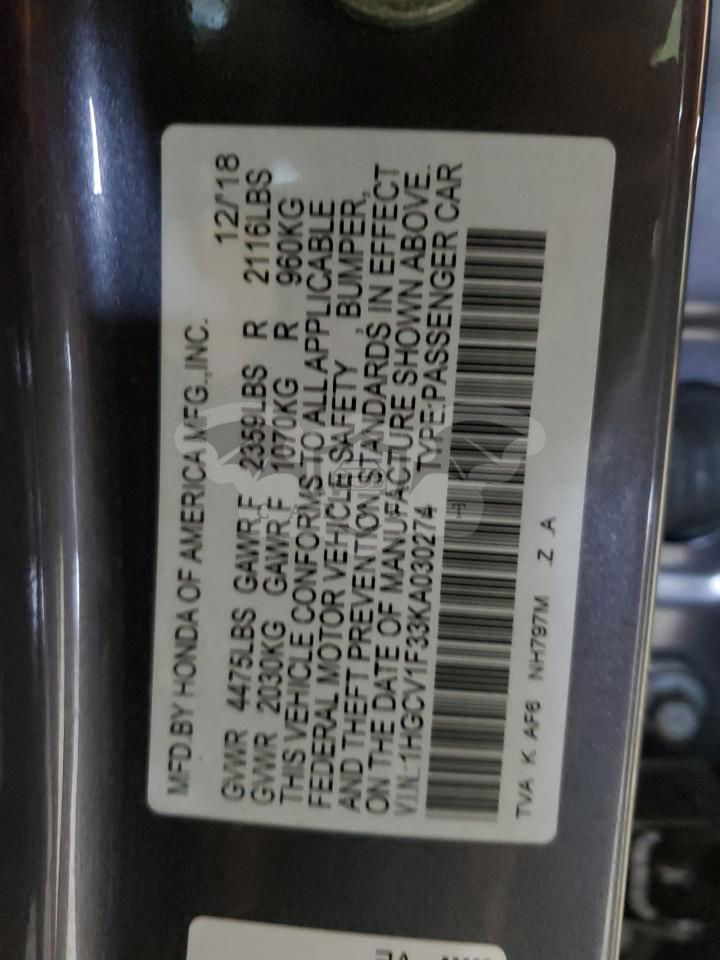 MFD.BY HONDA OF AMERICA MFG.,INC. 12/'18
GVWR 4475LBS GAWR F 2359LBS R 2116LBS
GVWR 2030KG GAWR F 1070KG R 960KG
THIS VEHICLE CONFORMS TO ALL APPLICABLE
FEDERAL MOTOR VEHICLE SAFETY , BUMPER,
AND THEFT PREVENTION STANDARDS IN EFFECT
ON THE DATE OF MANUFACTURE SHOWN ABOVE.
V.I.N.:1HGCV1F33KA030274 TYPE:PASSENGER CAR
TVA K AF6 NH797M .Z .A